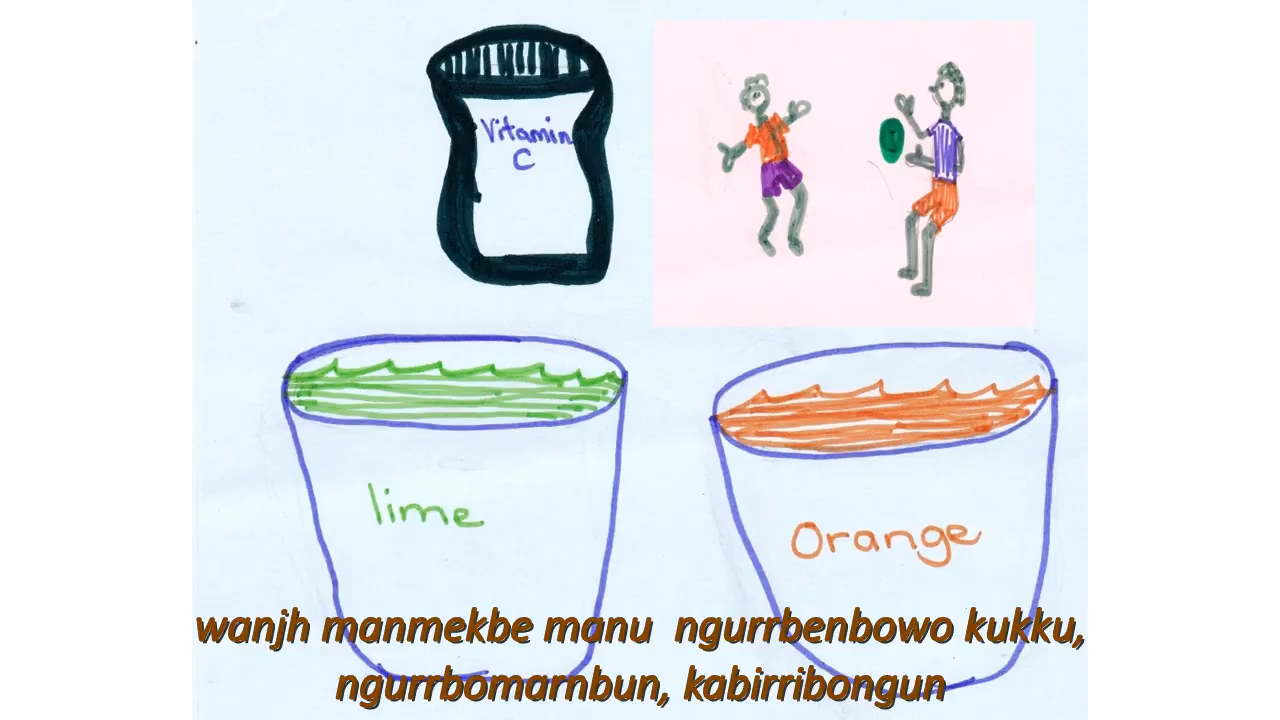 Vitamin
C
lime
Orange
wanjh manmekbe manu ngurrbenbowo kukku,
ngurrbomarnbun, kabirribongun